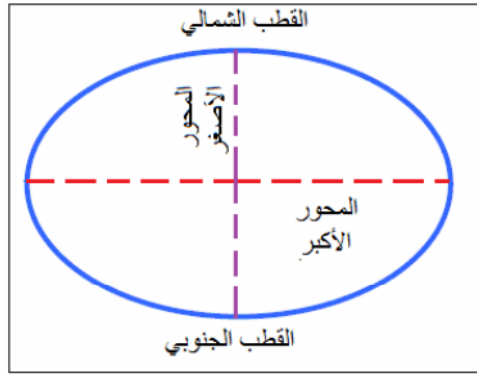 القطب الشمالي
المحور
الأصغر
المحور
الأكبر
القطب الجنوبي